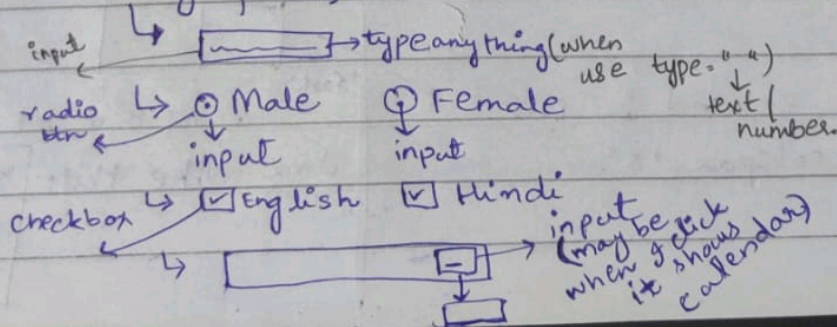 input
type anything (when
use type = " ")
text /
number.
radio btn
Male Female
input input
checkbox
English Hindi
input
(may be
when I click
it shows
calendar)